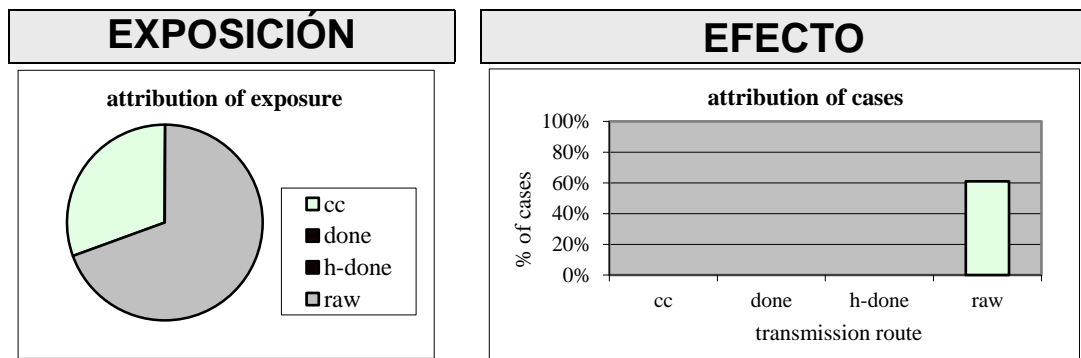 EXPOSICIÓN
attribution of exposure
cc
done
h-done
raw
EFECTO
attribution of cases
100%
80%
60%
40%
20%
0%
% of cases
cc done h-done raw
transmission route